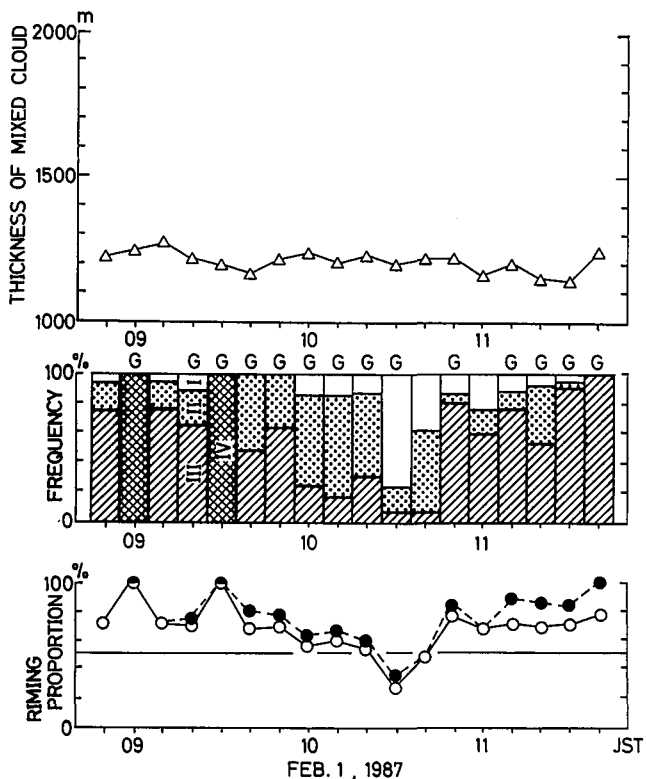 m
2000
1500
1000
THICKNESS OF MIXED CLOUD
09 10 11
% G G G G G G G G G G G G G
100
0
FREQUENCY
I
II
III
IV
09 10 11
%
100
0
RIMING
PROPORTION
09 10 11 JST
FEB. 1, 1987